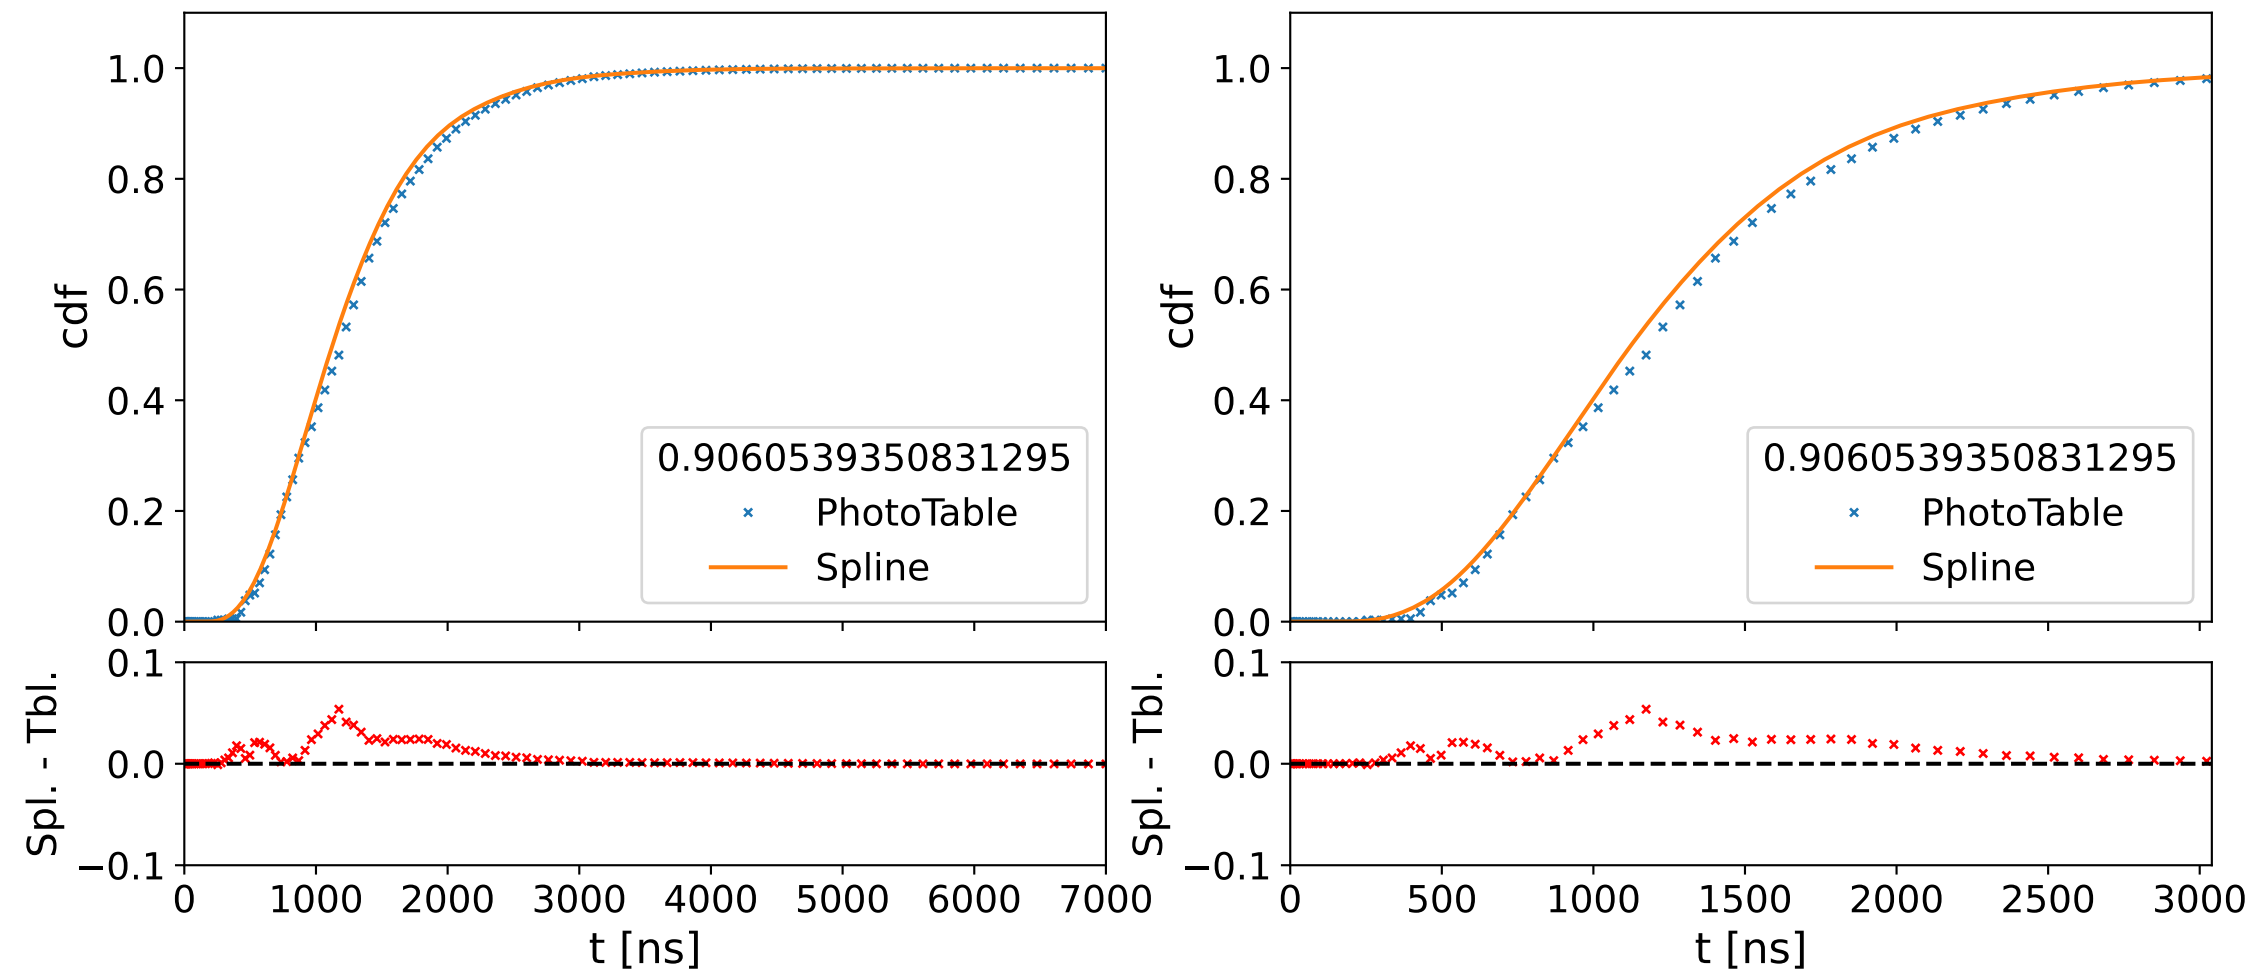 cdf
1.0
0.8
0.6
0.4
0.2
0.0
0.9060539350831295
PhotoTable
Spline
Spl. - Tbl.
0.1
0.0
−0.1
0 1000 2000 3000 4000 5000 6000 7000
t [ns]
cdf
1.0
0.8
0.6
0.4
0.2
0.0
0.9060539350831295
PhotoTable
Spline
Spl. - Tbl.
0.1
0.0
−0.1
0 500 1000 1500 2000 2500 3000
t [ns]